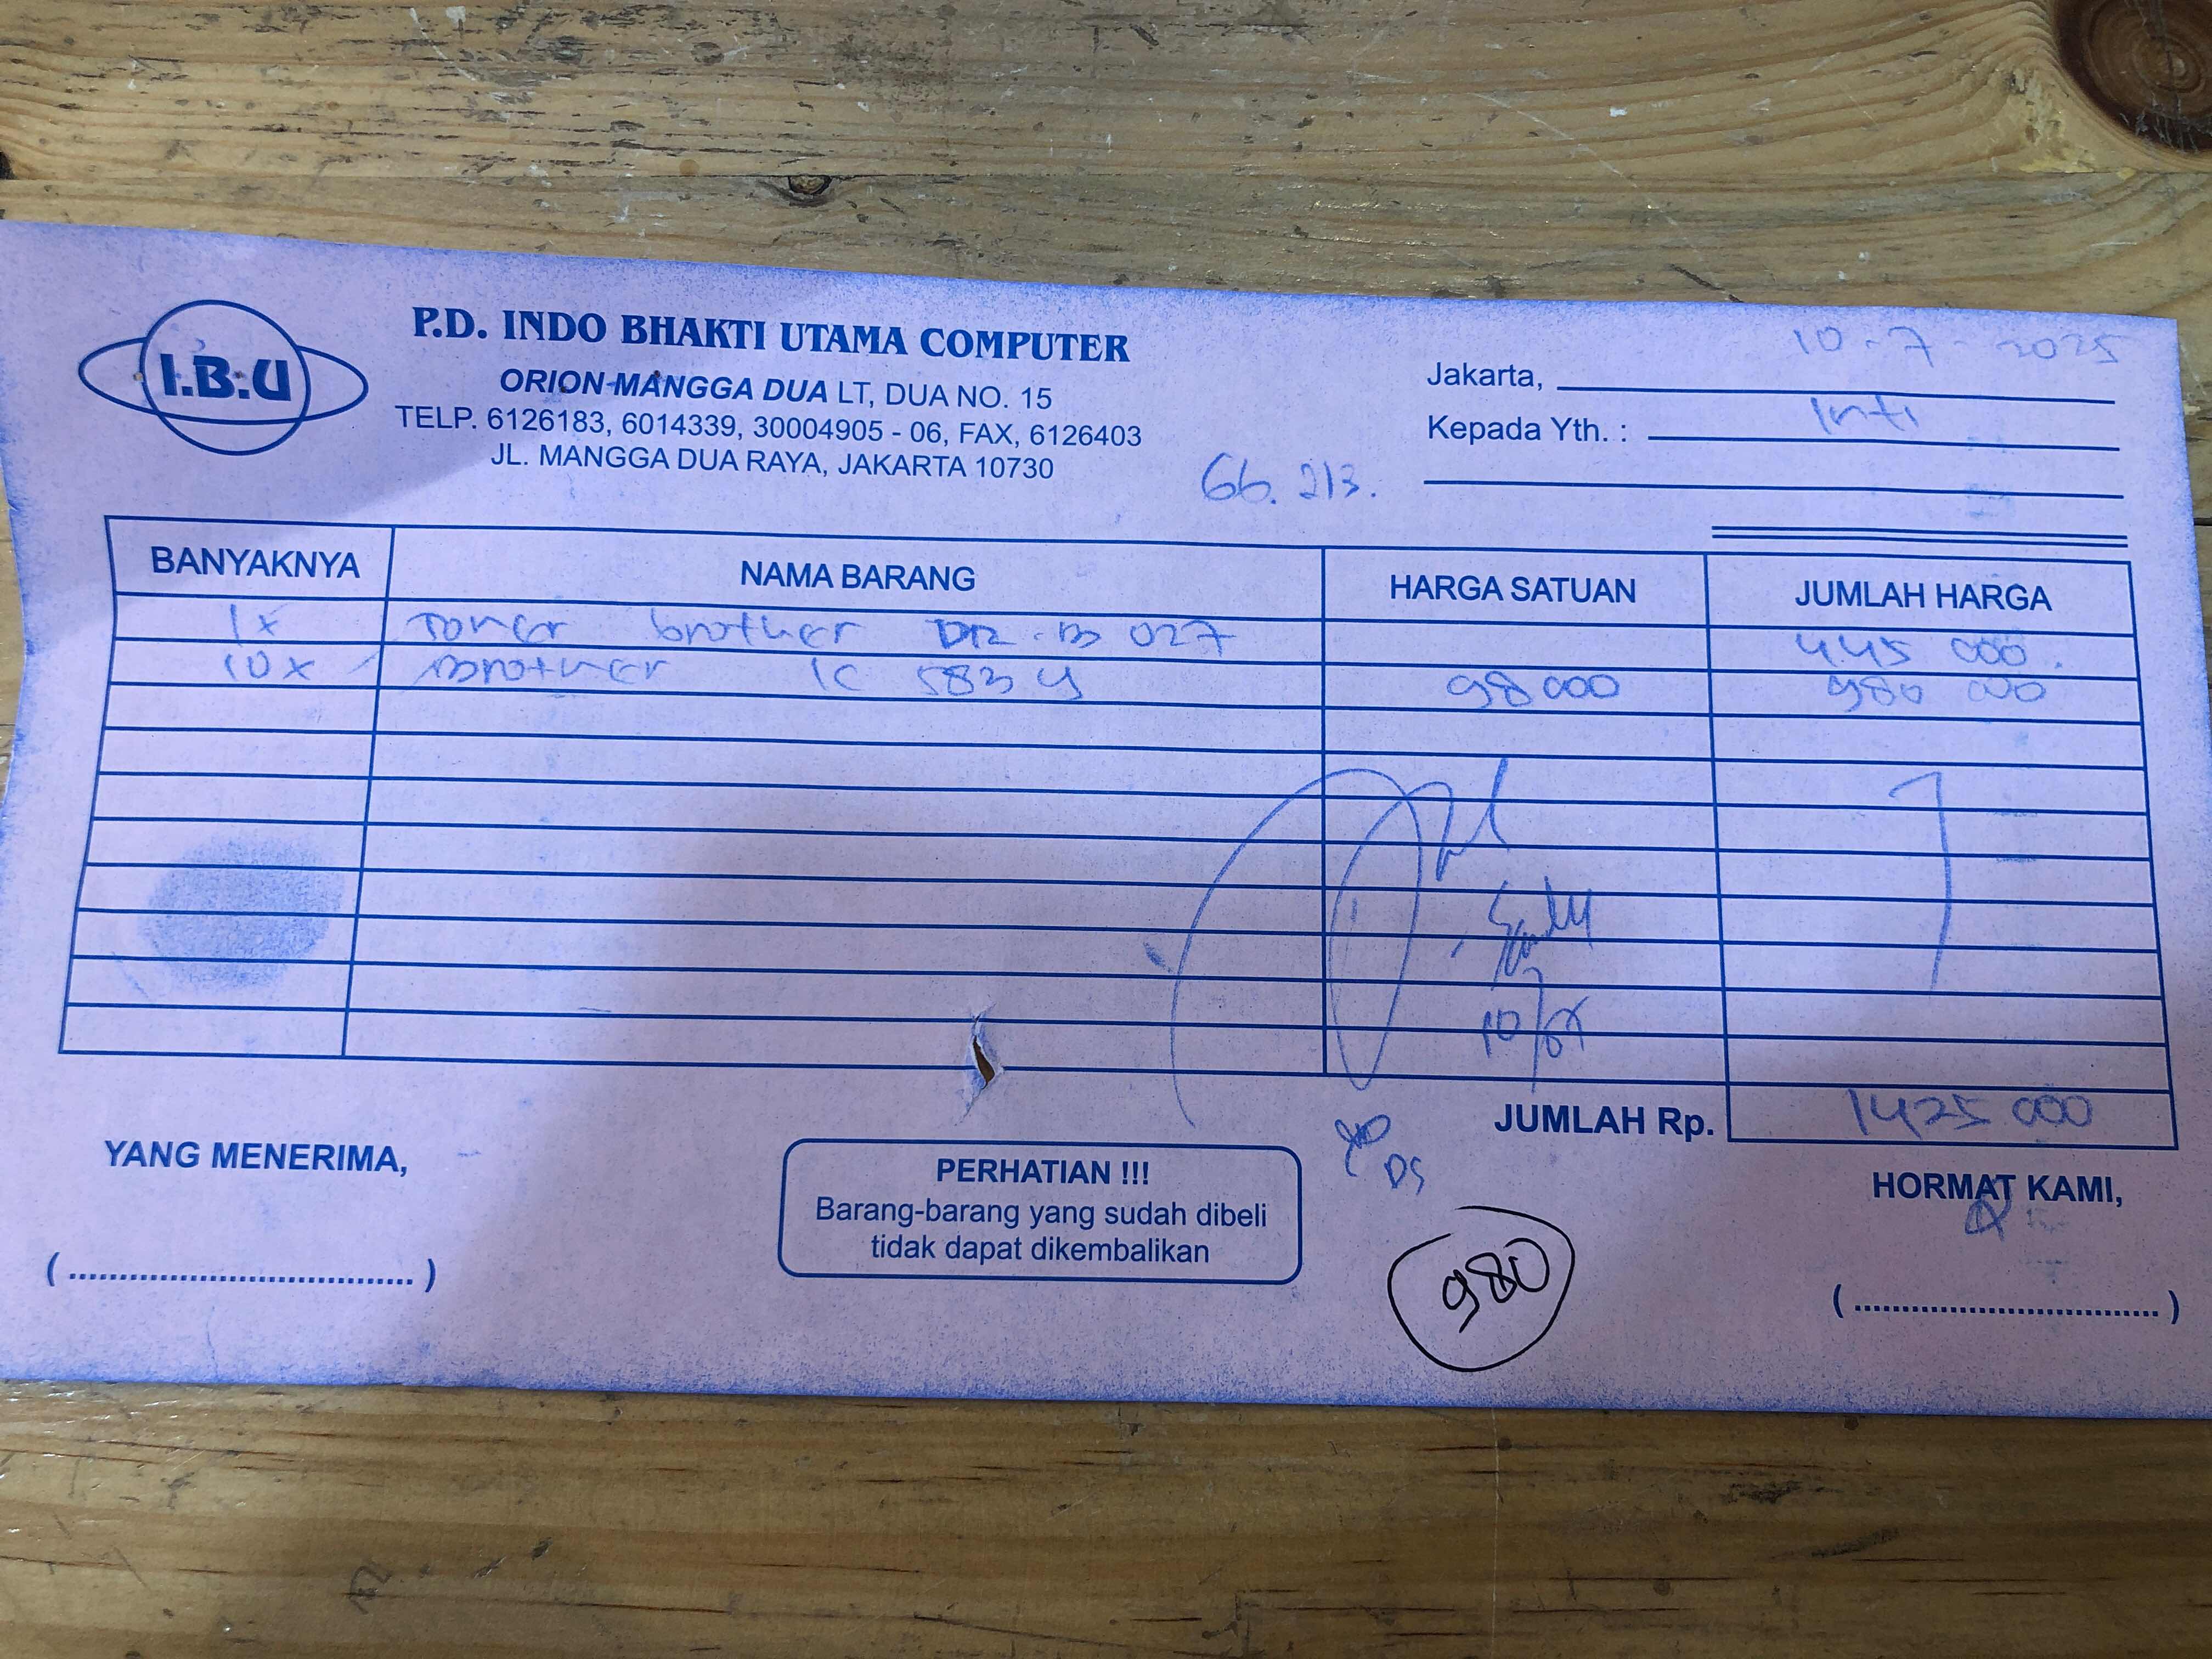 I.B.U
P.D. INDO BHAKTI UTAMA COMPUTER
ORION MANGGA DUA LT, DUA NO. 15
TELP. 6126183, 6014339, 30004905 - 06, FAX, 6126403
JL. MANGGA DUA RAYA, JAKARTA 10730
Jakarta, 10-7-2025
Kepada Yth. : Inti
66.213.
BANYAKNYA NAMA BARANG HARGA SATUAN JUMLAH HARGA
1x Toner brother DR-B 027 445 000.
10x Brother 583 98 000 980 000
10/
JUMLAH Rp. 1425 000
YANG MENERIMA,
PERHATIAN !!!
Barang-barang yang sudah dibeli
tidak dapat dikembalikan
DS
980
HORMAT KAMI,
(..................................)
(..................................)